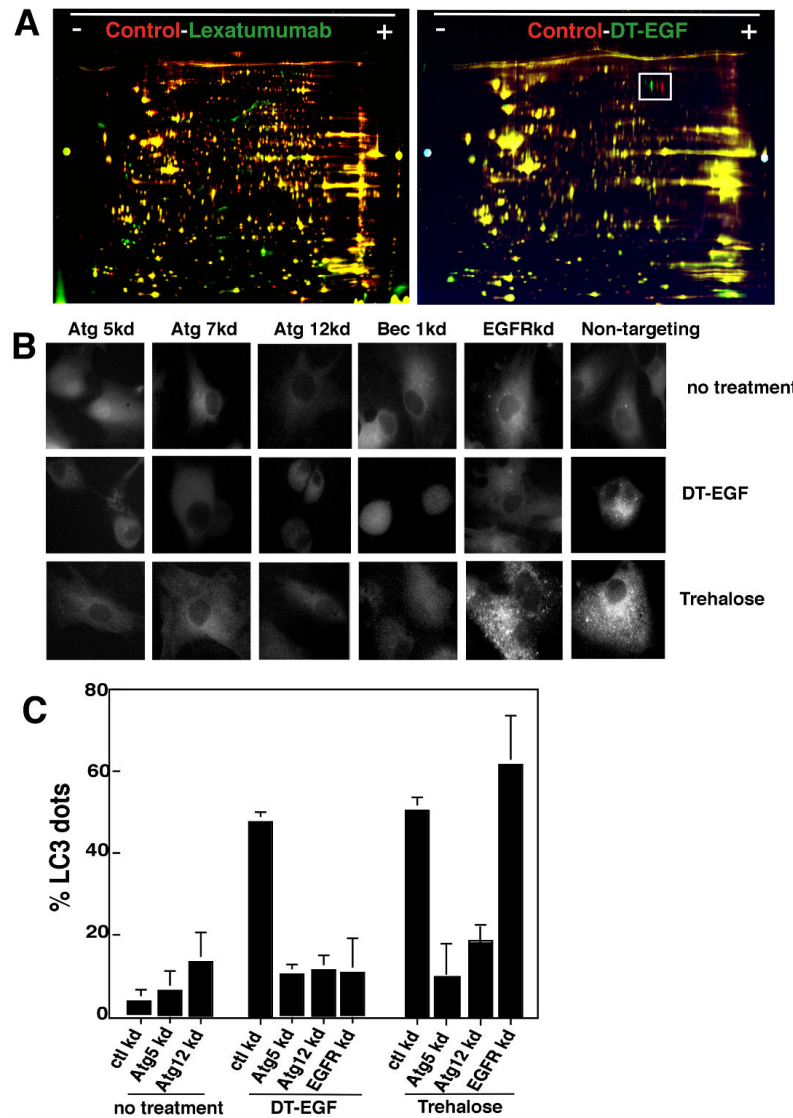 A
- Control-Lexatumumab +
- Control-DT-EGF +
B
Atg 5kd Atg 7kd Atg 12kd Bec 1kd EGFRkd Non-targeting
no treatment
DT-EGF
Trehalose
C
% LC3 dots
80
60
40
20
0
ctl kd Atg5 kd Atg12 kd ctl kd Atg5 kd Atg12 kd EGFR kd ctl kd Atg5 kd Atg12 kd EGFR kd
no treatment DT-EGF Trehalose